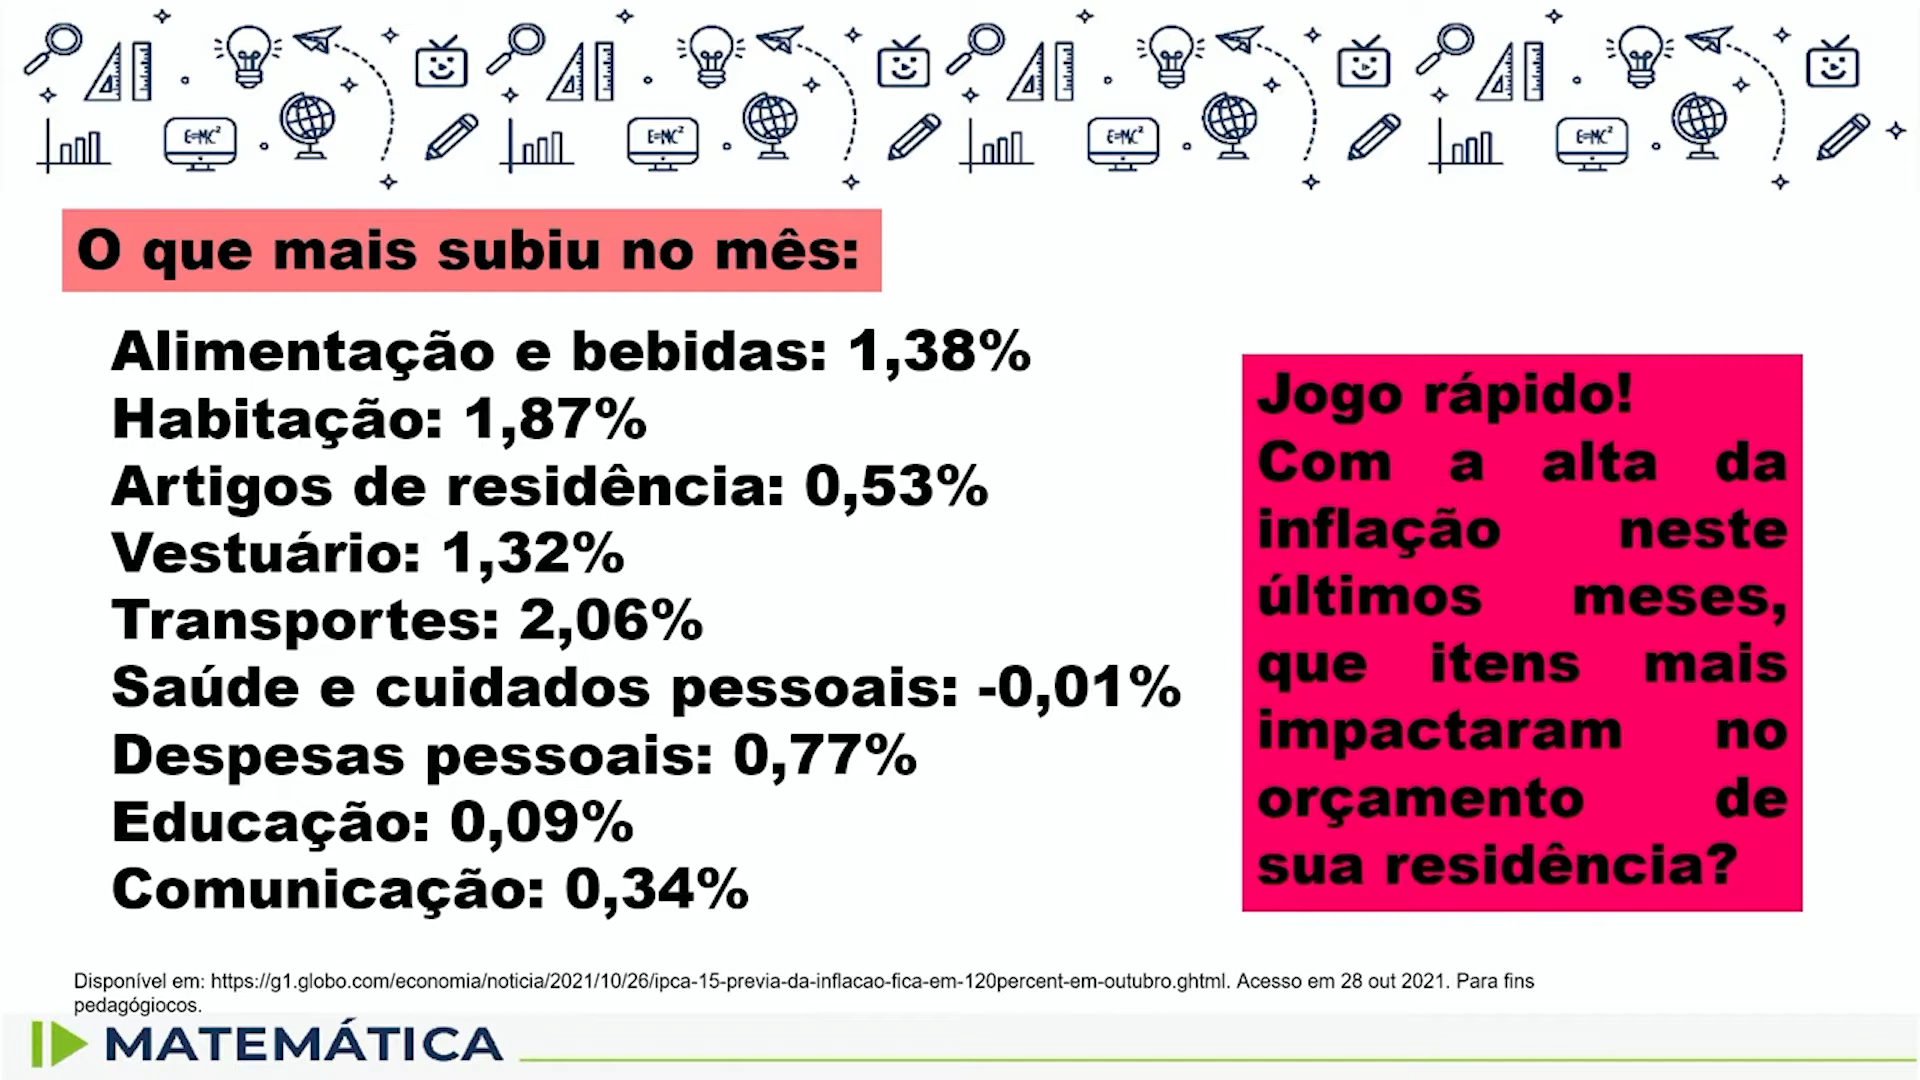 E=MC²
E=MC²
E=MC²
E=MC²
O que mais subiu no mês:
Alimentação e bebidas: 1,38%
Habitação: 1,87%
Artigos de residência: 0,53%
Vestuário: 1,32%
Transportes: 2,06%
Saúde e cuidados pessoais: -0,01%
Despesas pessoais: 0,77%
Educação: 0,09%
Comunicação: 0,34%
Jogo rápido!
Com a alta da
inflação neste
últimos meses,
que itens mais
impactaram no
orçamento de
sua residência?
Disponível em: https://g1.globo.com/economia/noticia/2021/10/26/ipca-15-previa-da-inflacao-fica-em-120percent-em-outubro.ghtml. Acesso em 28 out 2021. Para fins
pedagógiocos.
MATEMÁTICA